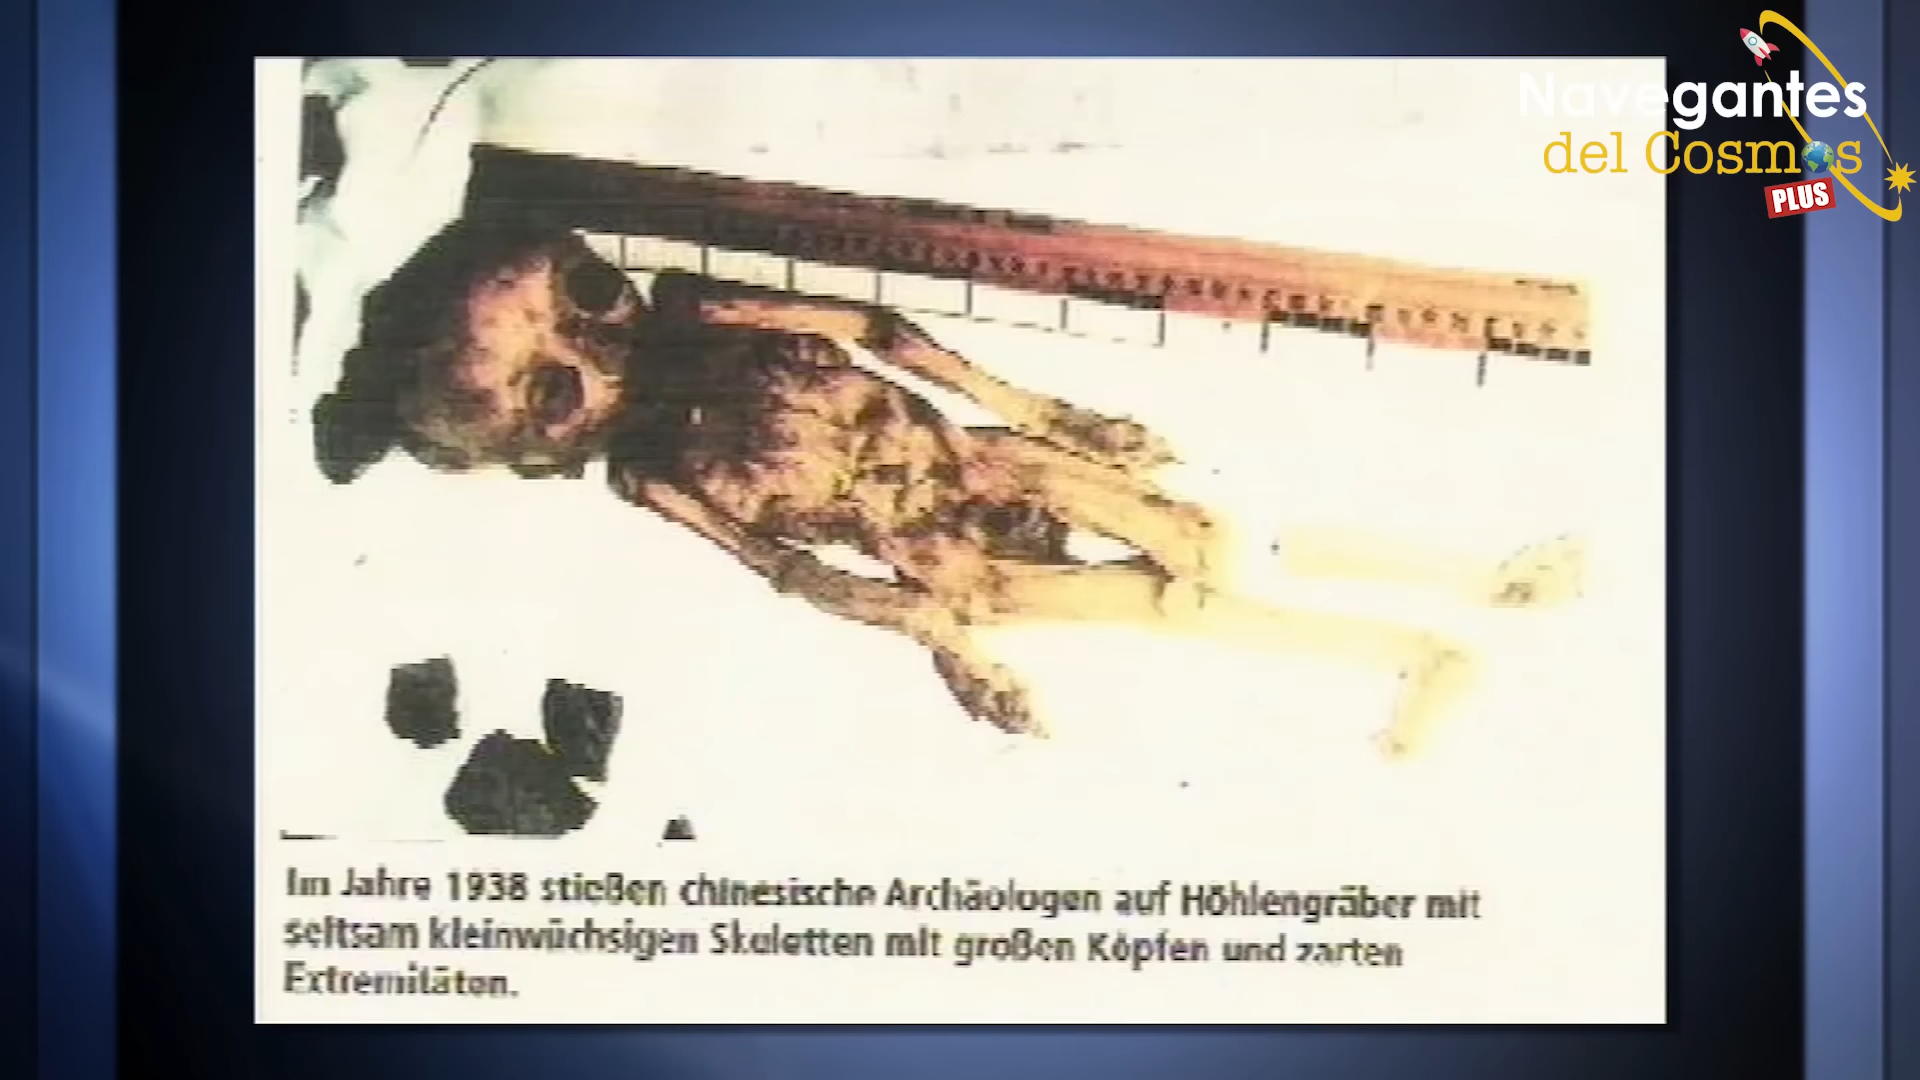 Navegantes
del Cosmos
PLUS
Im Jahre 1938 stießen chinesische Archäologen auf Höhlengräber mit
seltsam kleinwüchsigen Skeletten mit großen Köpfen und zarten
Extremitäten.